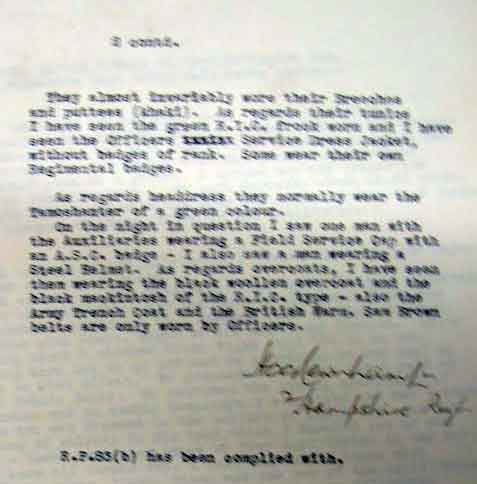 2 contd.
They almost invariably wore their Breeches
and puttees (khaki). As regards their tunics
I have seen the green R.I.C. frock worn and I have
seen the Officers xxxxxx Service Dress Jacket,
without badges of rank. Some wear their own
Regimental badges.
As regards headdress they normally wear the
Tamoshanter of a green colour.
On the night in question I saw one man with
the Auxiliaries wearing a Field Service Cap with
an A.S.C. badge - I also saw a man wearing a
Steel Helmet. As regards overcoats, I have seen
them wearing the black woollen overcoat and the
black mackintosh of the R.I.C. type - also the
Army Trench Coat and the British Warm. Sam Brown
belts are only worn by Officers.
Hampshire Regt
R.P.83(b) has been complied with.